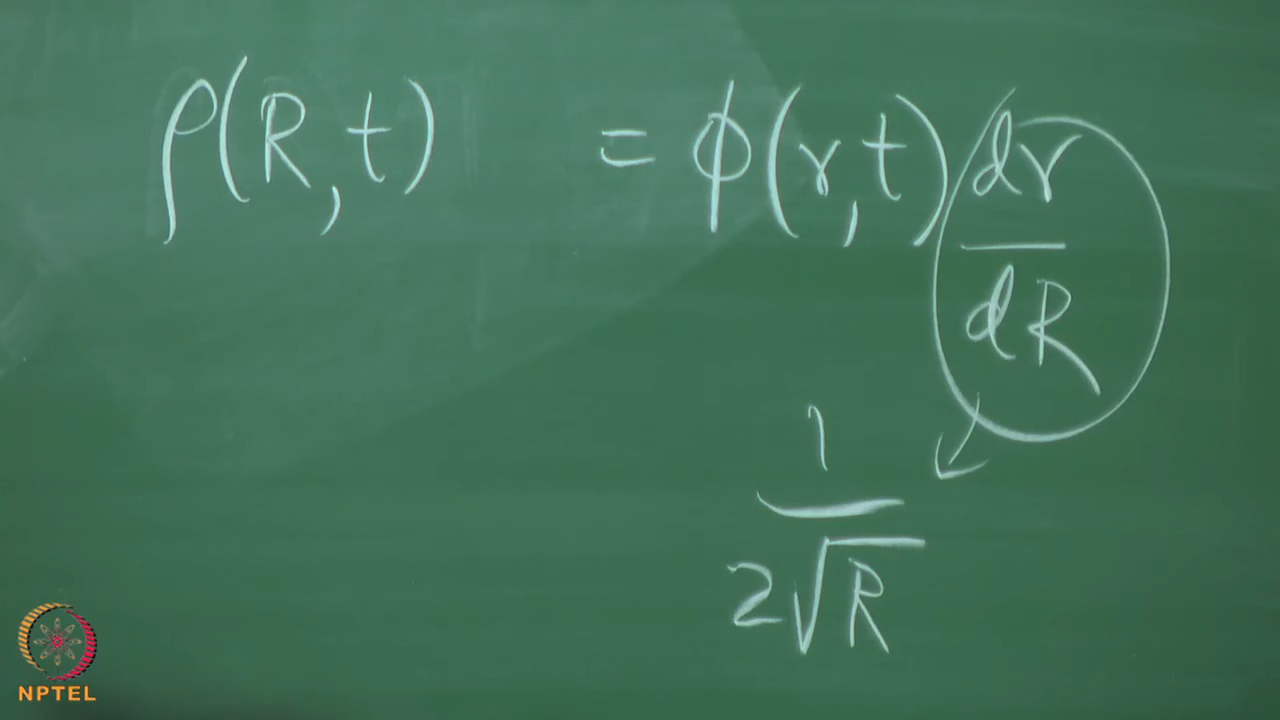 ρ(R,t) = φ(r,t) dr/dR
1/2√R
NPTEL